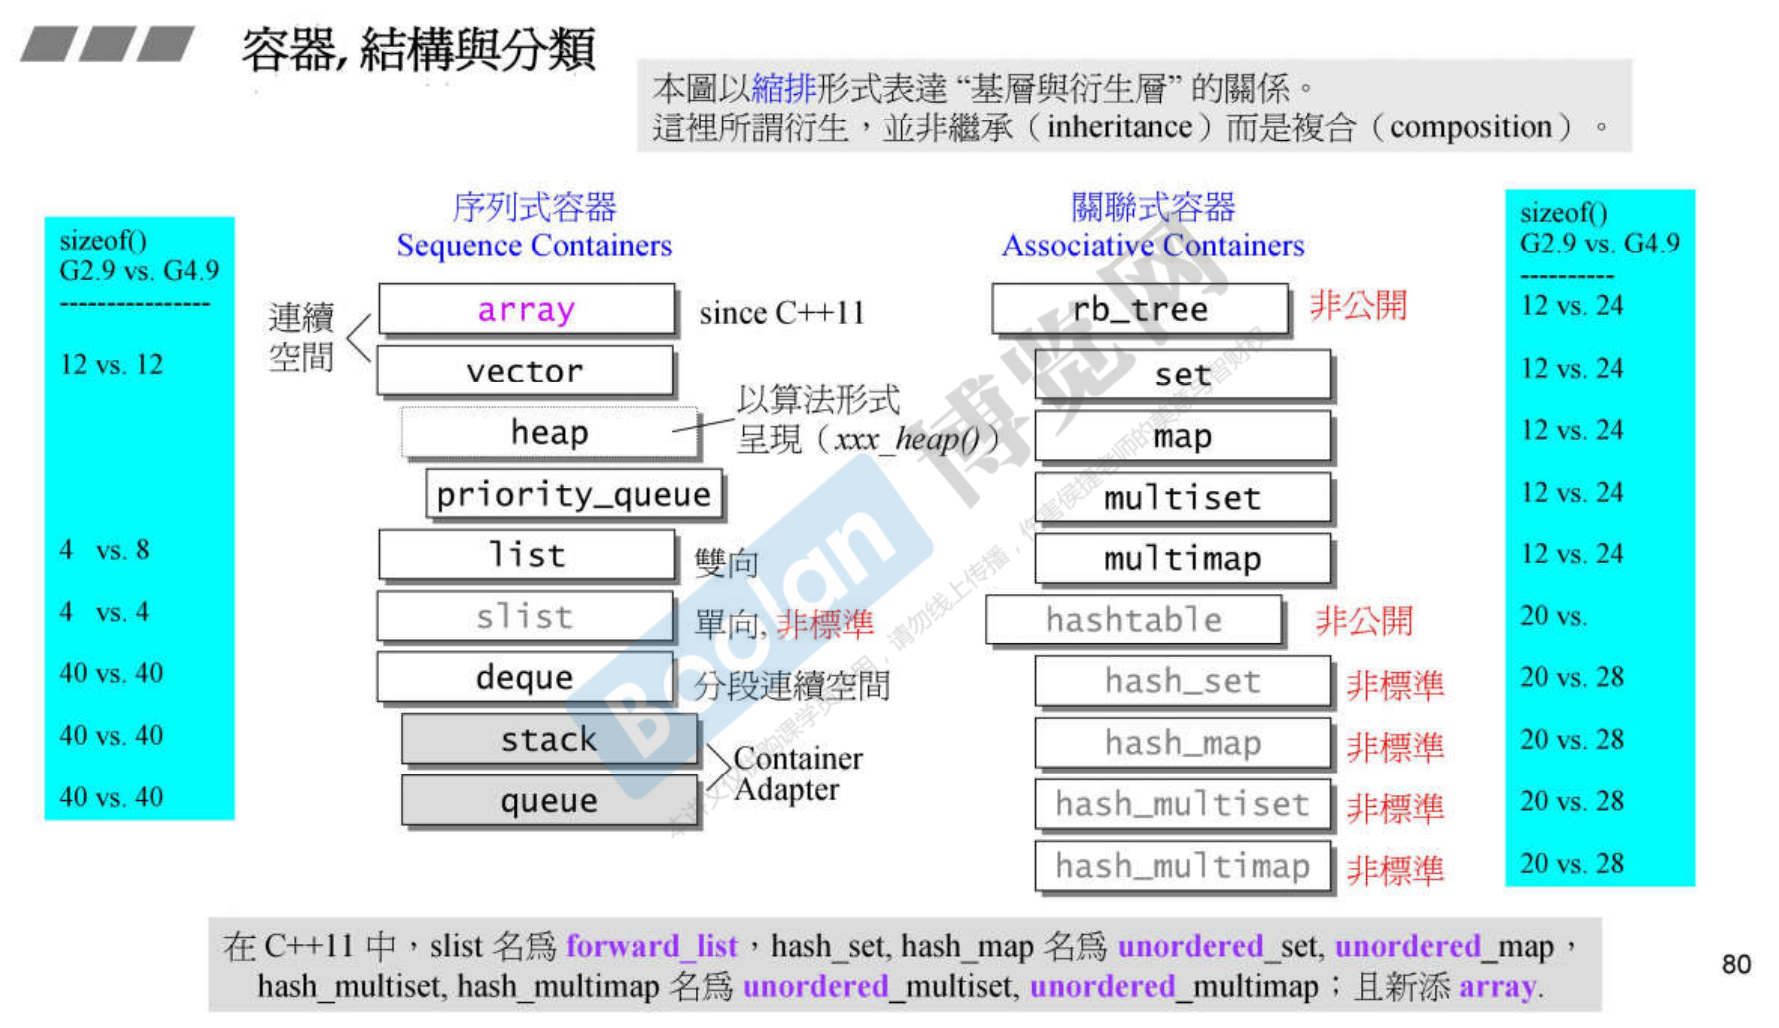 容器, 結構與分類
本圖以縮排形式表達 “基層與衍生層” 的關係。
這裡所謂衍生，並非繼承（inheritance）而是複合（composition）。
sizeof()
G2.9 vs. G4.9
----------------
12 vs. 12
4 vs. 8
4 vs. 4
40 vs. 40
40 vs. 40
40 vs. 40
序列式容器
Sequence Containers
連續
空間
array
since C++11
vector
heap
以算法形式
呈現（xxx_heap()）
priority_queue
list
雙向
slist
單向, 非標準
deque
分段連續空間
stack
queue
Container
Adapter
關聯式容器
Associative Containers
rb_tree
非公開
set
map
multiset
multimap
hashtable
非公開
hash_set
非標準
hash_map
非標準
hash_multiset
非標準
hash_multimap
非標準
sizeof()
G2.9 vs. G4.9
----------
12 vs. 24
12 vs. 24
12 vs. 24
12 vs. 24
12 vs. 24
20 vs.
20 vs. 28
20 vs. 28
20 vs. 28
20 vs. 28
Boolan
博览网
在 C++11 中，slist 名爲 forward_list，hash_set, hash_map 名爲 unordered_set, unordered_map，
hash_multiset, hash_multimap 名爲 unordered_multiset, unordered_multimap；且新添 array.
80